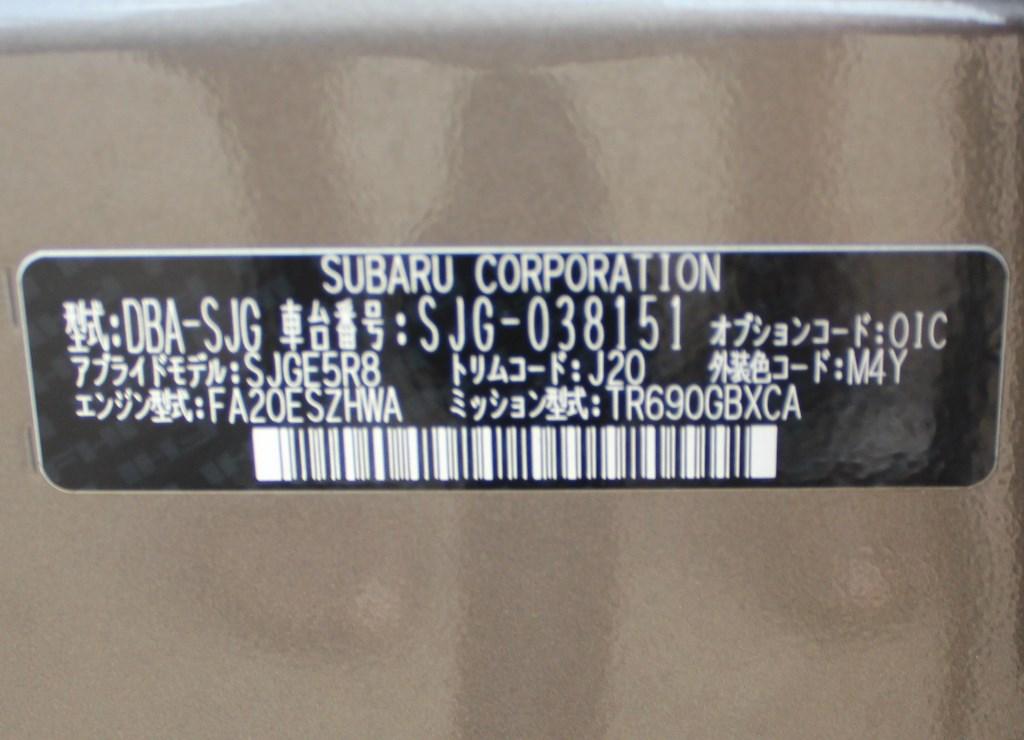 SUBARU CORPORATION
型式:DBA-SJG 車台番号:SJG-038151 オプションコード:OIC
アプライドモデル:SJGE5R8 トリムコード:J20 外装色コード:M4Y
エンジン型式:FA20ESZHWA ミッション型式:TR690GBXCA